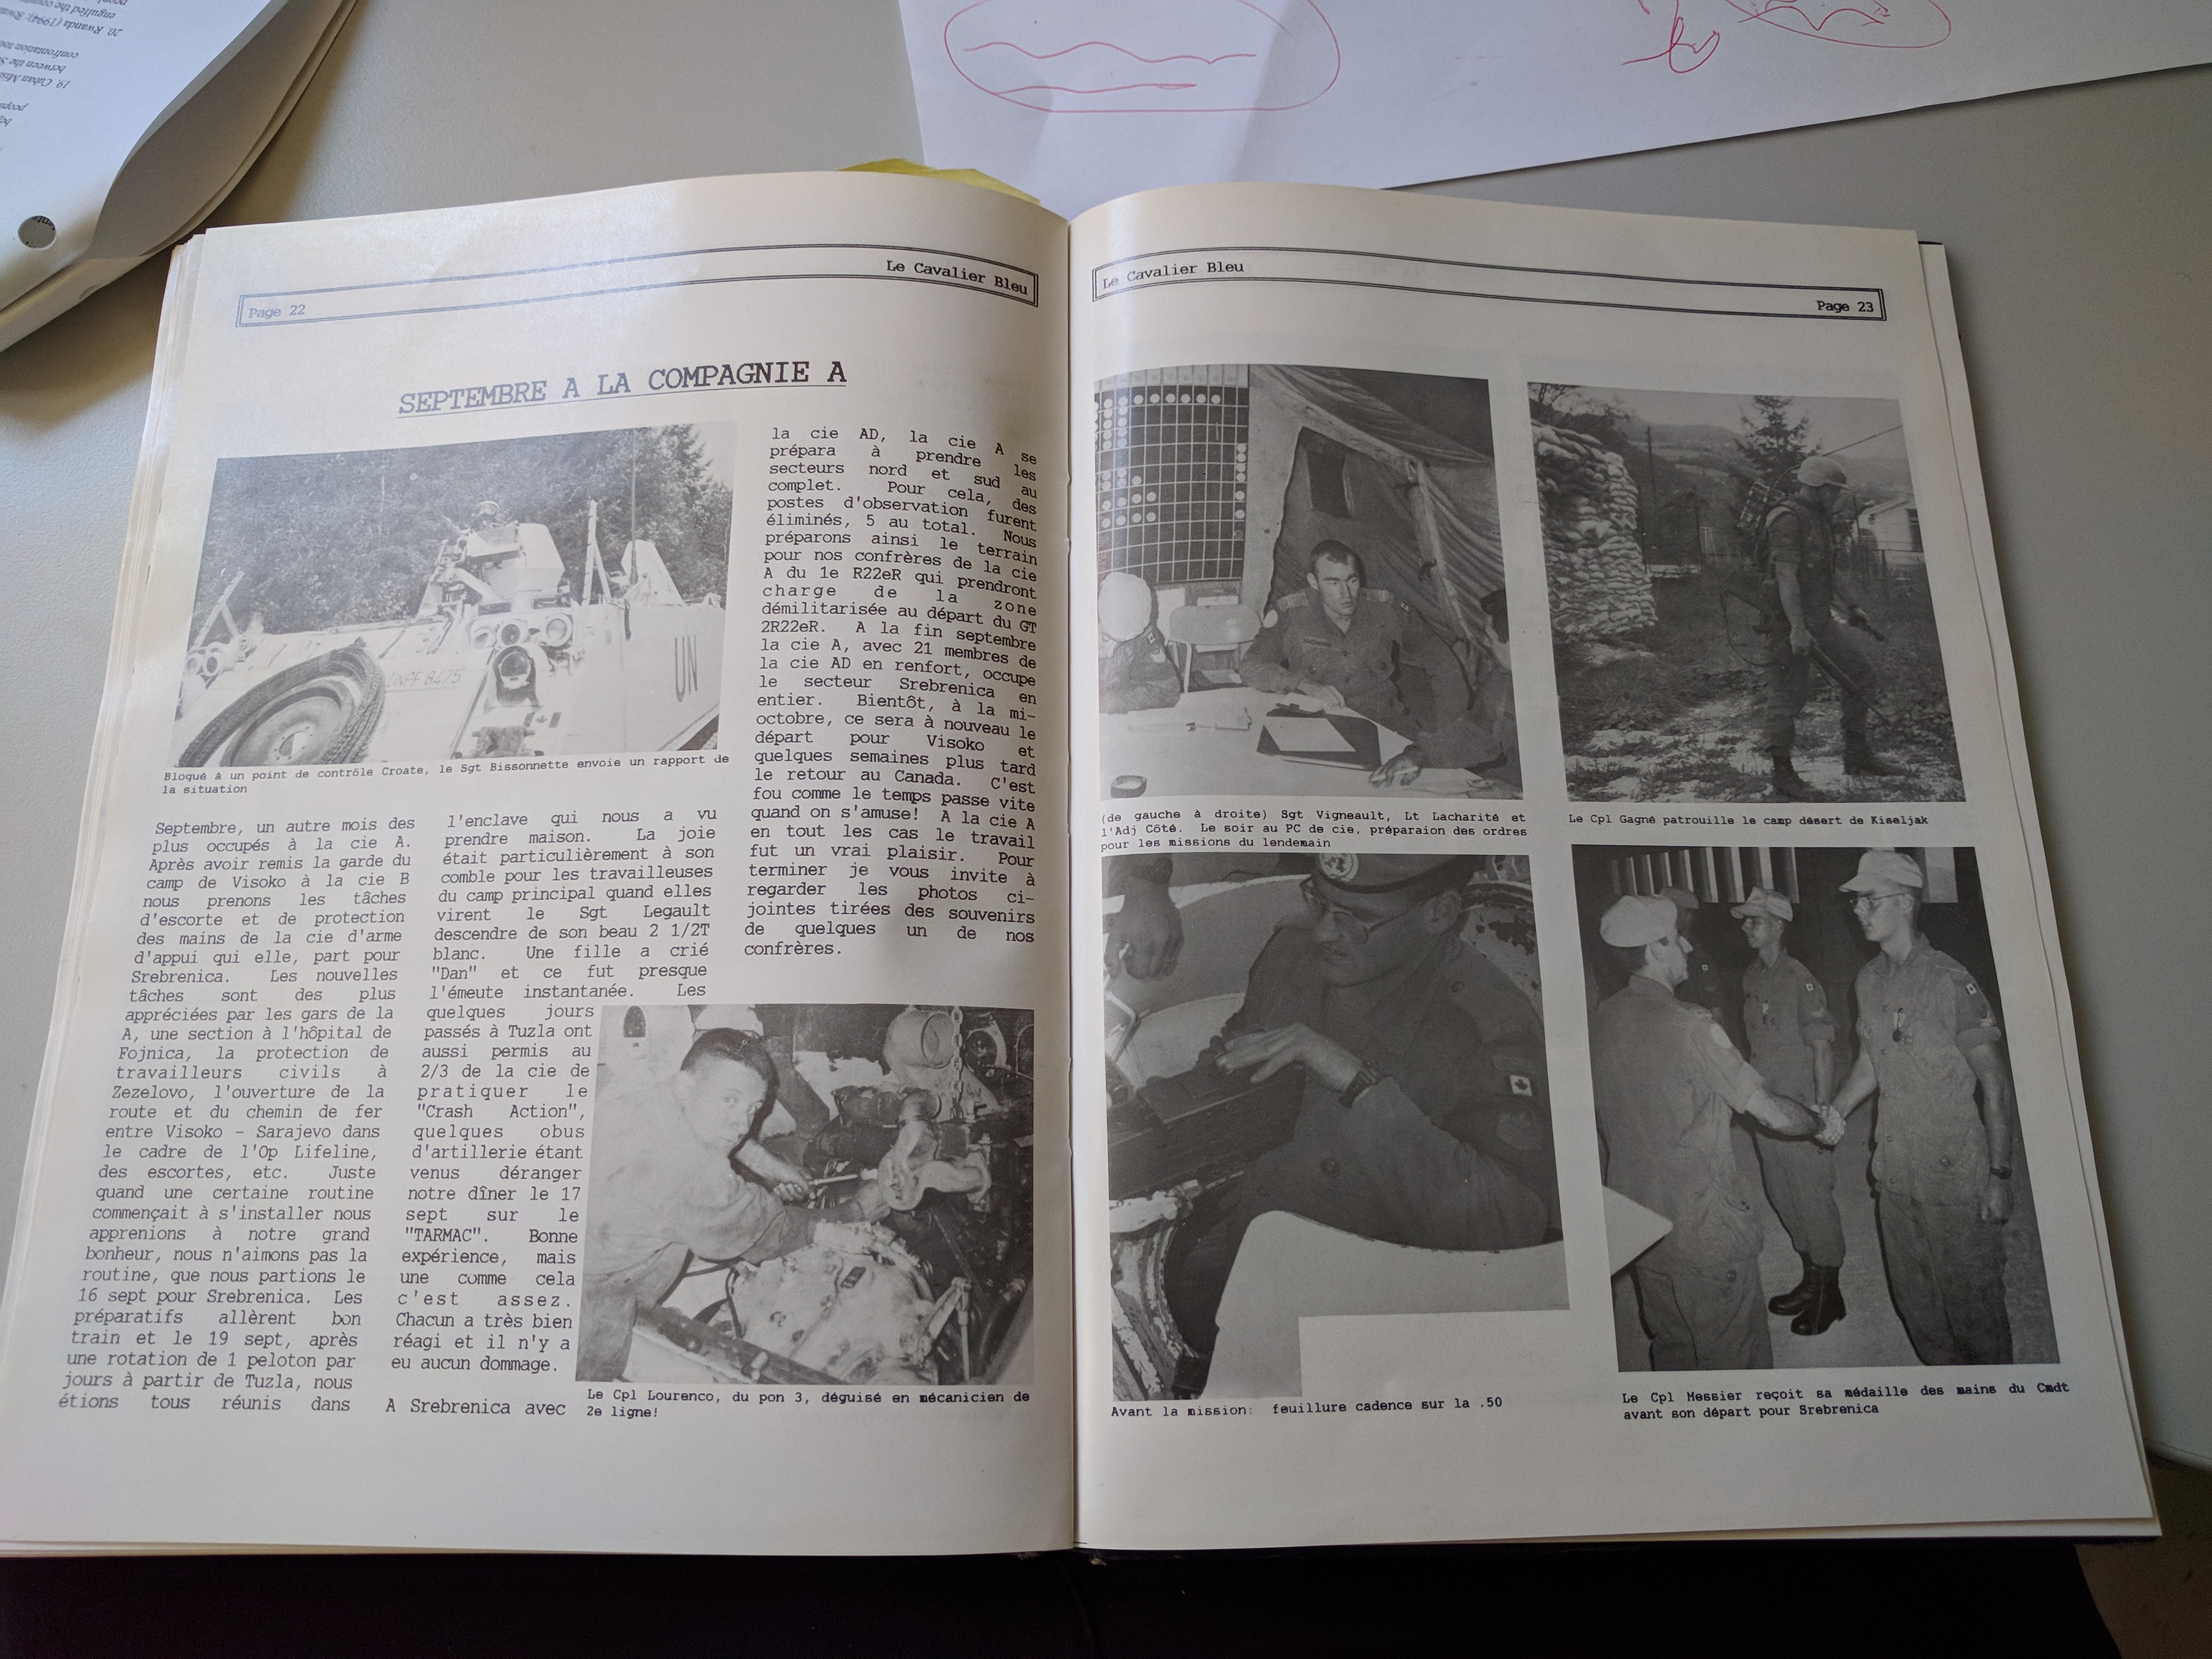 20. Rwanda (1994).
engulfed the
confrontation
between the S
19. Cuban
Page 22
Le Cavalier Bleu
SEPTEMBRE A LA COMPAGNIE A
UNPF 8475
UN
Bloqué à un point de contrôle Croate, le Sgt Bissonnette envoie un rapport de
la situation
Septembre, un autre mois des
plus occupés à la cie A.
Après avoir remis la garde du
camp de Visoko à la cie B
nous prenons les tâches
d'escorte et de protection
des mains de la cie d'arme
d'appui qui elle, part pour
Srebrenica. Les nouvelles
tâches sont des plus
appréciées par les gars de la
A, une section à l'hôpital de
Fojnica, la protection de
travailleurs civils à
Zezelovo, l'ouverture de la
route et du chemin de fer
entre Visoko - Sarajevo dans
le cadre de l'Op Lifeline,
des escortes, etc. Juste
quand une certaine routine
commençait à s'installer nous
apprenions à notre grand
bonheur, nous n'aimons pas la
routine, que nous partions le
16 sept pour Srebrenica. Les
préparatifs allèrent bon
train et le 19 sept, après
une rotation de 1 peloton par
jours à partir de Tuzla, nous
étions tous réunis dans
l'enclave qui nous a vu
prendre maison. La joie
était particulièrement à son
comble pour les travailleuses
du camp principal quand elles
virent le Sgt Legault
descendre de son beau 2 1/2T
blanc. Une fille a crié
"Dan" et ce fut presque
l'émeute instantanée. Les
quelques jours
passés à Tuzla ont
aussi permis au
2/3 de la cie de
pratiquer le
"Crash Action",
quelques obus
d'artillerie étant
venus déranger
notre dîner le 17
sept sur le
"TARMAC". Bonne
expérience, mais
une comme cela
c'est assez.
Chacun a très bien
réagi et il n'y a
eu aucun dommage.
A Srebrenica avec
la cie AD, la cie A se
prépara à prendre les
secteurs nord et sud au
complet. Pour cela, des
postes d'observation furent
éliminés, 5 au total. Nous
préparons ainsi le terrain
pour nos confrères de la cie
A du 1e R22eR qui prendront
charge de la zone
démilitarisée au départ du GT
2R22eR. A la fin septembre
la cie A, avec 21 membres de
la cie AD en renfort, occupe
le secteur Srebrenica en
entier. Bientôt, à la mi-
octobre, ce sera à nouveau le
départ pour Visoko et
quelques semaines plus tard
le retour au Canada. C'est
fou comme le temps passe vite
quand on s'amuse! A la cie A
en tout les cas le travail
fut un vrai plaisir. Pour
terminer je vous invite à
regarder les photos ci-
jointes tirées des souvenirs
de quelques un de nos
confrères.
Le Cpl Lourenco, du pon 3, déguisé en mécanicien de
2e ligne!
Le Cavalier Bleu
Page 23
(de gauche à droite) Sgt Vigneault, Lt Lacharité et
l'Adj Côté. Le soir au PC de cie, préparaion des ordres
pour les missions du lendemain
Le Cpl Gagné patrouille le camp désert de Kiseljak
Avant la mission: feuillure cadence sur la .50
Le Cpl Messier reçoit sa médaille des mains du Cmdt
avant son départ pour Srebrenica